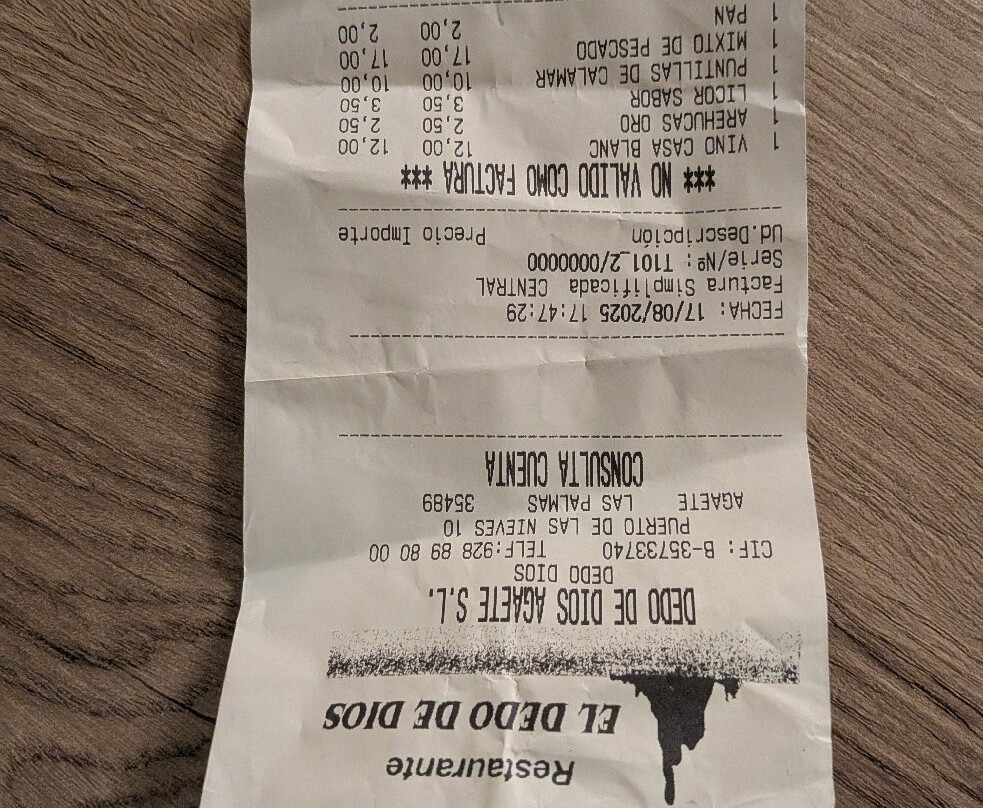 Restaurante
EL DEDO DE DIOS
DEDO DE DIOS AGAETE S.L.
DEDO DIOS
CIF: B-35733740 TELF:928 89 80 00
PUERTO DE LAS NIEVES 10
AGAETE LAS PALMAS 35489
CONSULTA CUENTA
FECHA: 17/08/2025 17:47:29
Factura Simplificada CENTRAL
Serie/Nº: T101_2/0000000
Ud.Descripción Precio Importe
*** NO VALIDO COMO FACTURA ***
1 VINO CASA BLANC 12,00 12,00
1 AREHUCAS ORO 2,50 2,50
1 LICOR SABOR 3,50 3,50
1 PUNTILLAS DE CALAMAR 10,00 10,00
1 MIXTO DE PESCADO 17,00 17,00
1 PAN 2,00 2,00